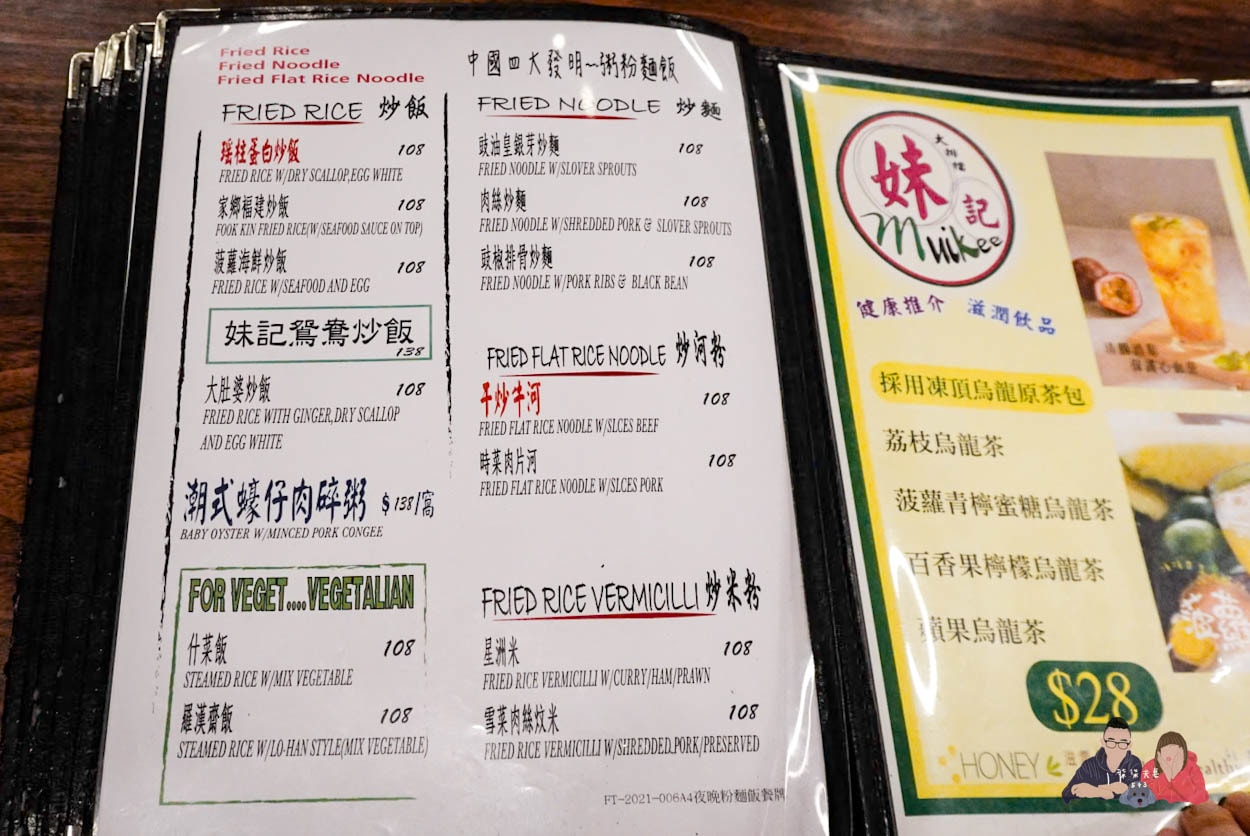 Fried Rice
Fried Noodle
Fried Flat Rice Noodle
中國四大發明~粥粉麵飯
FRIED RICE 炒飯
瑶柱蛋白炒飯 108
FRIED RICE W/DRY SCALLOP,EGG WHITE
家鄉福建炒飯 108
FOOK KIN FRIED RICE(W/SEAFOOD SAUCE ON TOP)
菠蘿海鮮炒飯 108
FRIED RICE W/SEAFOOD AND EGG
妹記鴛鴦炒飯
138
大肚婆炒飯 108
FRIED RICE WITH GINGER,DRY SCALLOP
AND EGG WHITE
潮式蠔仔肉碎粥 $138/窩
BABY OYSTER W/MINCED PORK CONGEE
FOR VEGET....VEGETALIAN
什菜飯 108
STEAMED RICE W/MIX VEGETABLE
羅漢齋飯 108
STEAMED RICE W/LO-HAN STYLE(MIX VEGETABLE)
FRIED NOODLE 炒麵
豉油皇銀芽炒麵 108
FRIED NOODLE W/SLOVER SPROUTS
肉絲炒麵 108
FRIED NOODLE W/SHREDDED PORK & SLOVER SPROUTS
豉椒排骨炒麵 108
FRIED NOODLE W/PORK RIBS & BLACK BEAN
FRIED FLAT RICE NOODLE 炒河粉
干炒牛河 108
FRIED FLAT RICE NOODLE W/SLCES BEEF
時菜肉片河 108
FRIED FLAT RICE NOODLE W/SLCES PORK
FRIED RICE VERMICILLI 炒米粉
星洲米 108
FRIED RICE VERMICILLI W/CURRY/HAM/PRAWN
雪菜肉絲炆米 108
FRIED RICE VERMICILLI W/SHREDDED.PORK/PRESERVED
FT-2021-006A4夜晚粉麵飯餐牌
大排檔
妹記
Muikee
健康推介 滋潤飲品
保護心血管
採用凍頂烏龍原茶包
荔枝烏龍茶
菠蘿青檸蜜糖烏龍茶
百香果檸檬烏龍茶
蘋果烏龍茶
$28
HONEY